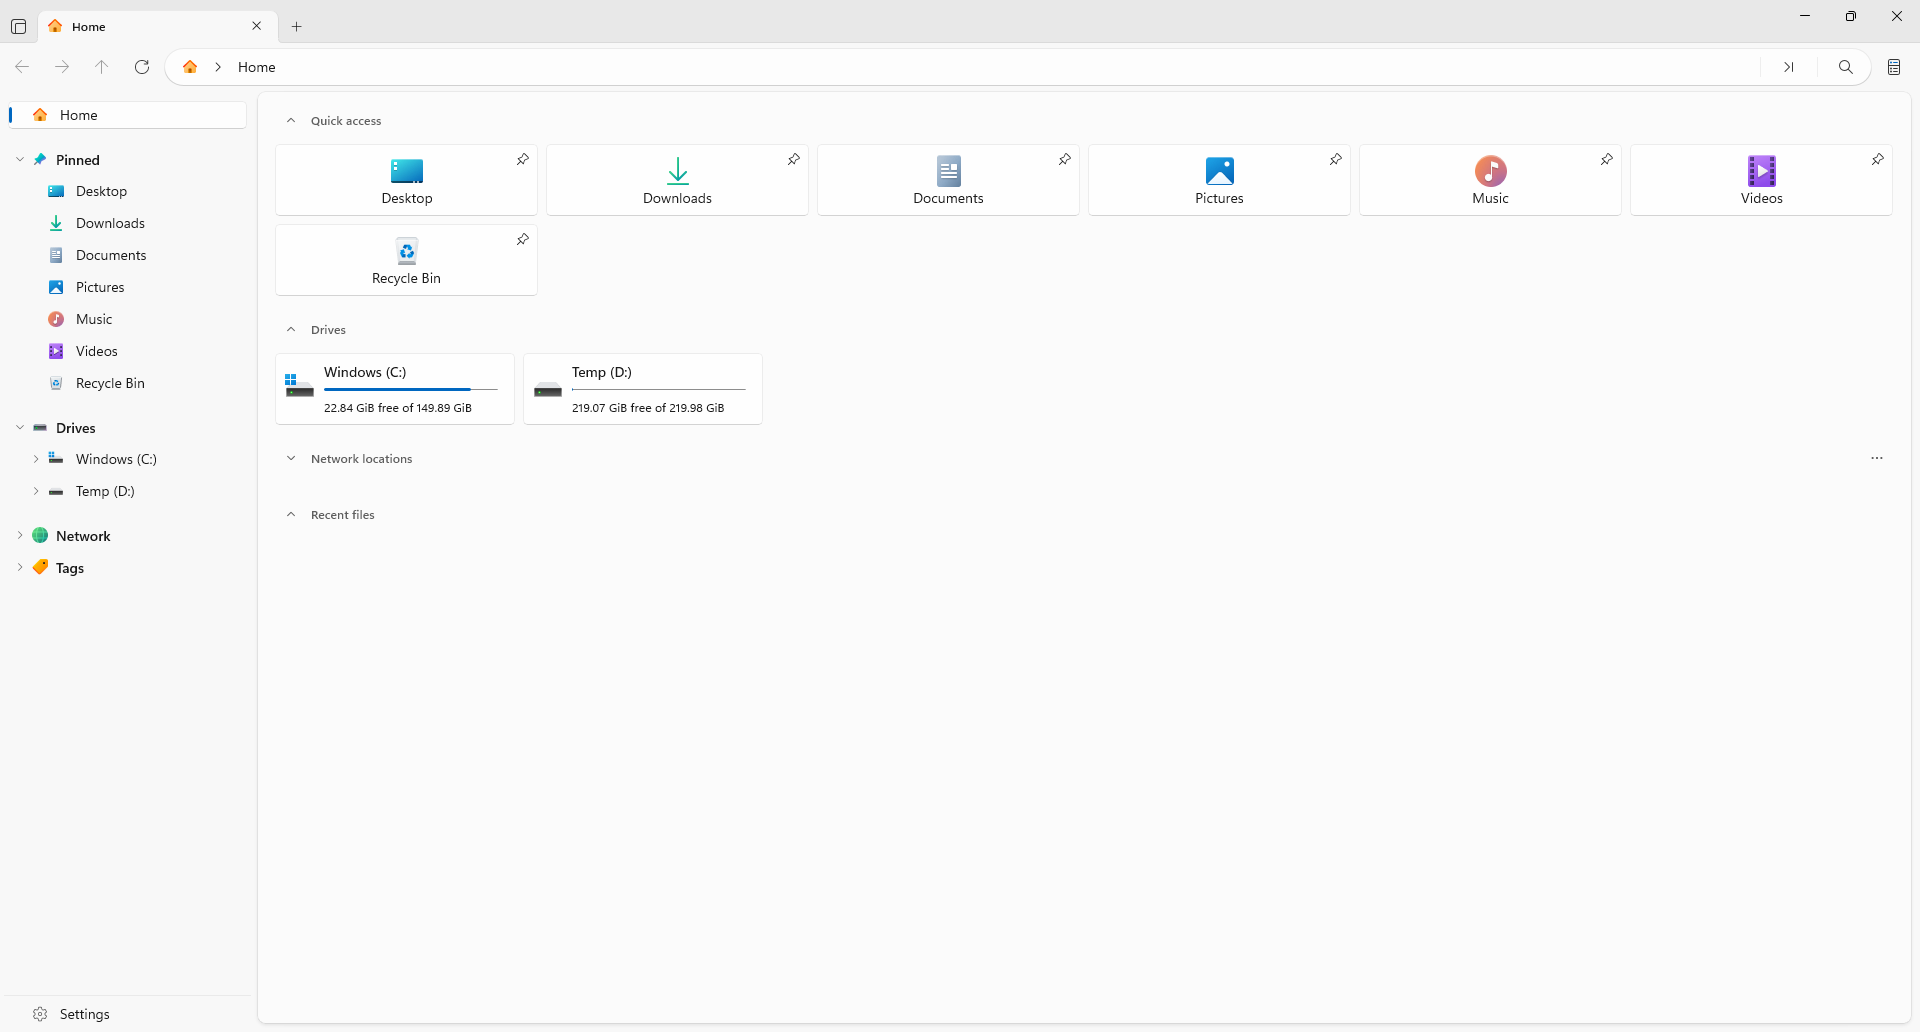 Home
Home
Home
Pinned
Desktop
Downloads
Documents
Pictures
Music
Videos
Recycle Bin
Drives
Windows (C:)
Temp (D:)
Network
Tags
Settings
Quick access
Desktop
Downloads
Documents
Pictures
Music
Videos
Recycle Bin
Drives
Windows (C:)
22.84 GiB free of 149.89 GiB
Temp (D:)
219.07 GiB free of 219.98 GiB
Network locations
Recent files